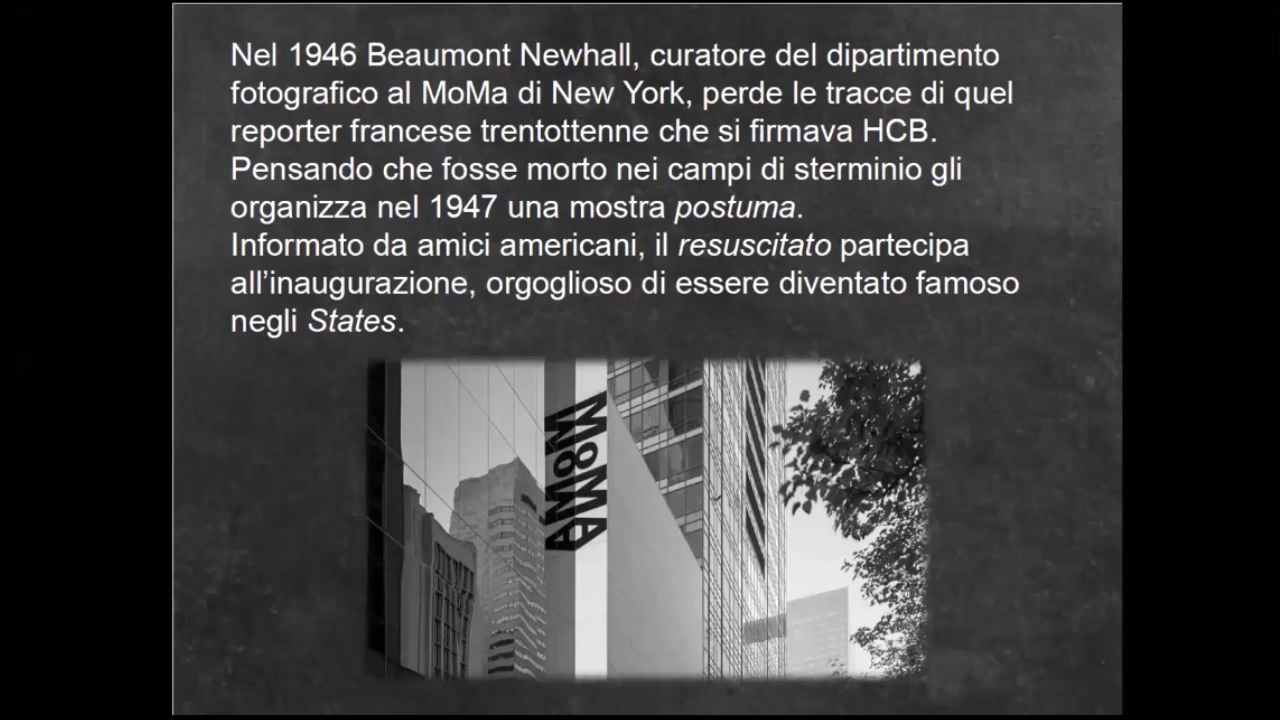 Nel 1946 Beaumont Newhall, curatore del dipartimento
fotografico al MoMa di New York, perde le tracce di quel
reporter francese trentottenne che si firmava HCB.
Pensando che fosse morto nei campi di sterminio gli
organizza nel 1947 una mostra postuma.
Informato da amici americani, il resuscitato partecipa
all’inaugurazione, orgoglioso di essere diventato famoso
negli States.
MoMA